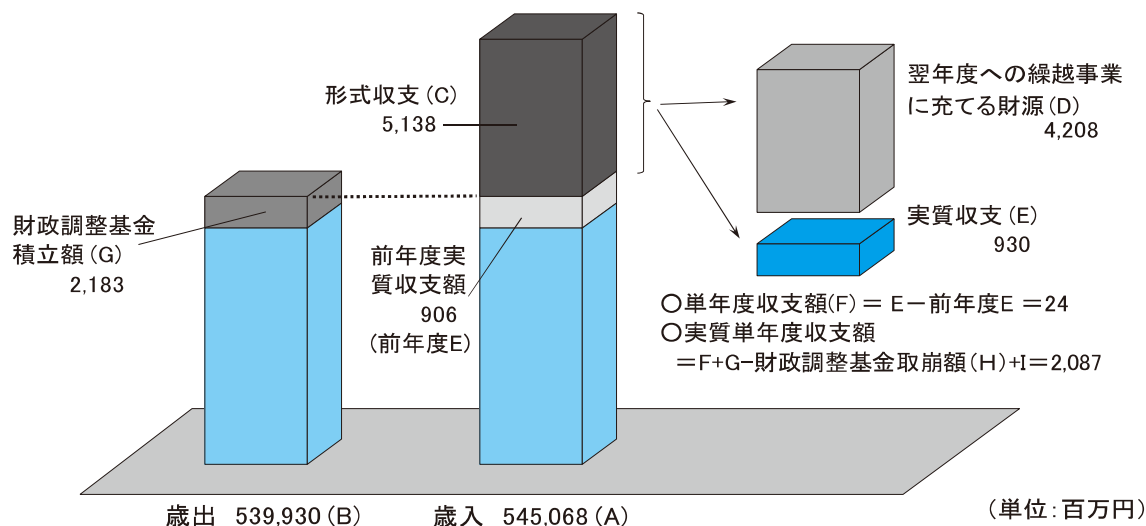 形式収支(C)
5,138
財政調整基金
積立額(G)
2,183
前年度実
質収支額
906
(前年度E)
翌年度への繰越事業
に充てる財源(D)
4,208
実質収支(E)
930
〇単年度収支額(F)= E－前年度E =24
〇実質単年度収支額
=F+G−財政調整基金取崩額(H)+I=2,087
歳出 539,930(B)
歳入 545,068(A)
(単位:百万円)